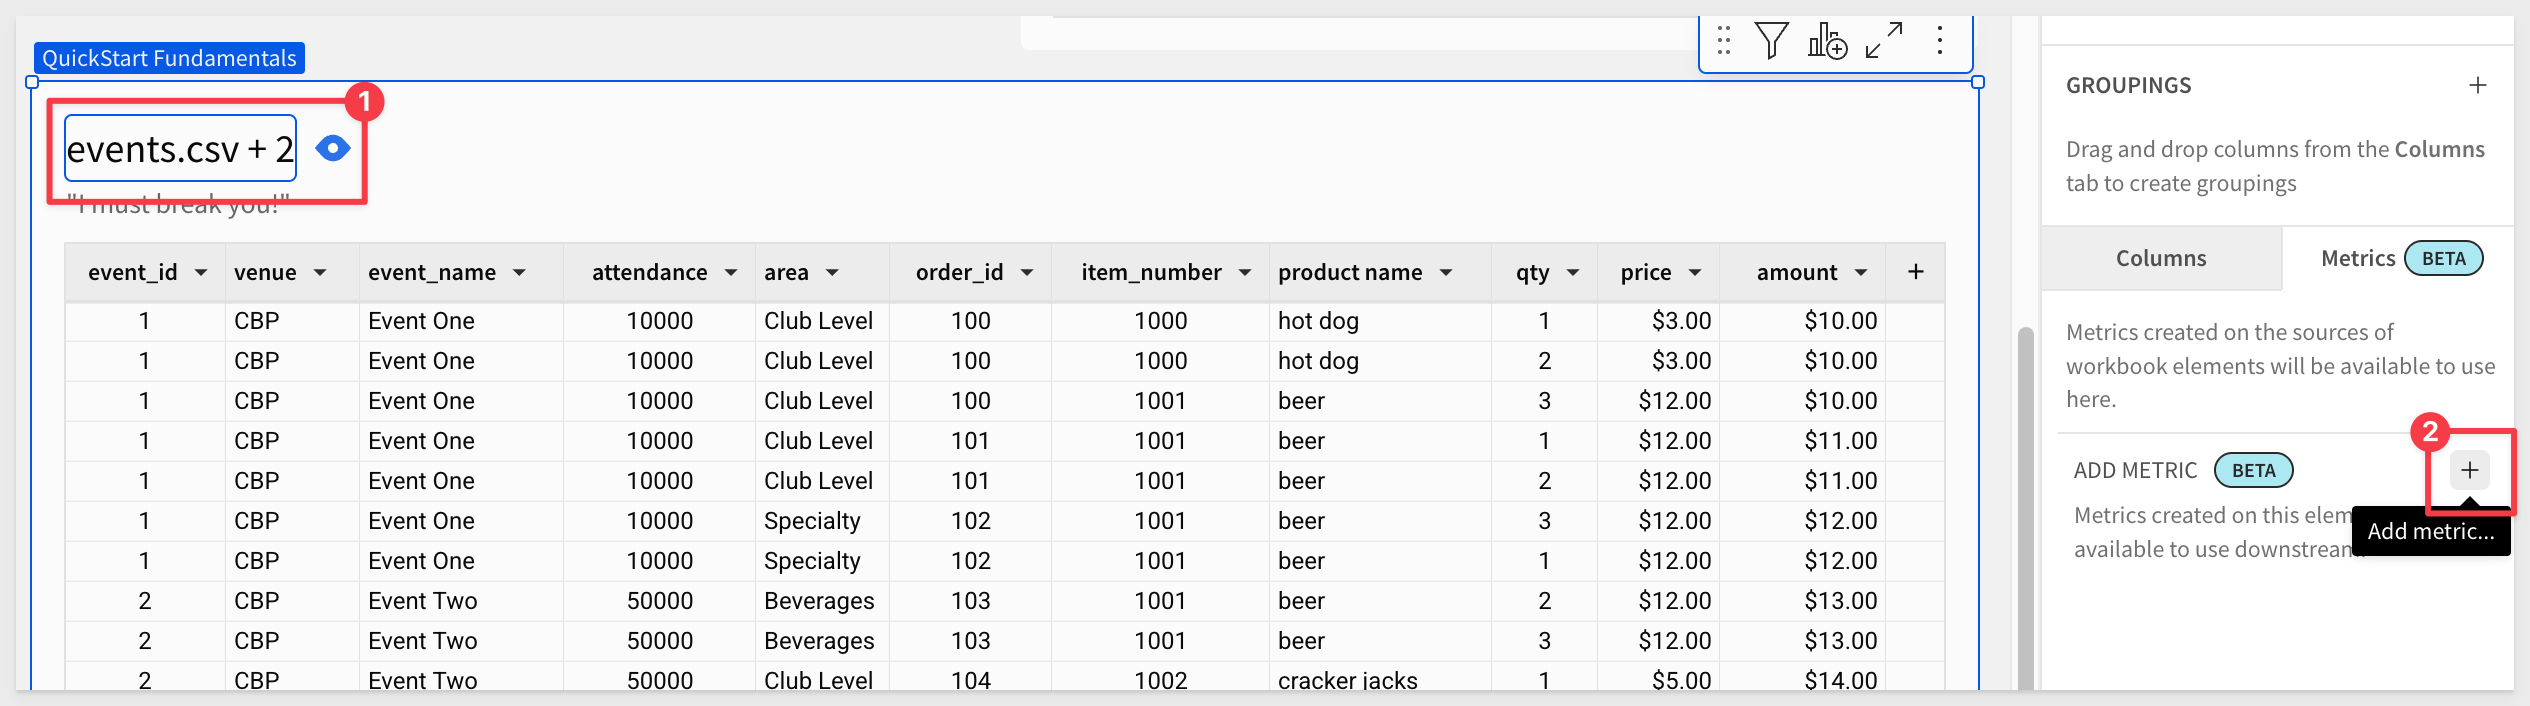 QuickStart Fundamentals
1
events.csv + 2
"I must break you!"
event_id venue event_name attendance area order_id item_number product name qty price amount +
1 CBP Event One 10000 Club Level 100 1000 hot dog 1 $3.00 $10.00
1 CBP Event One 10000 Club Level 100 1000 hot dog 2 $3.00 $10.00
1 CBP Event One 10000 Club Level 100 1001 beer 3 $12.00 $10.00
1 CBP Event One 10000 Club Level 101 1001 beer 1 $12.00 $11.00
1 CBP Event One 10000 Club Level 101 1001 beer 2 $12.00 $11.00
1 CBP Event One 10000 Specialty 102 1001 beer 3 $12.00 $12.00
1 CBP Event One 10000 Specialty 102 1001 beer 1 $12.00 $12.00
2 CBP Event Two 50000 Beverages 103 1001 beer 2 $12.00 $13.00
2 CBP Event Two 50000 Beverages 103 1001 beer 3 $12.00 $13.00
2 CBP Event Two 50000 Club Level 104 1002 cracker jacks 1 $5.00 $14.00
GROUPINGS +
Drag and drop columns from the Columns
tab to create groupings
Columns Metrics BETA
Metrics created on the sources of
workbook elements will be available to use
here.
2
ADD METRIC BETA +
Metrics created on this
available to use downstream
Add metric...